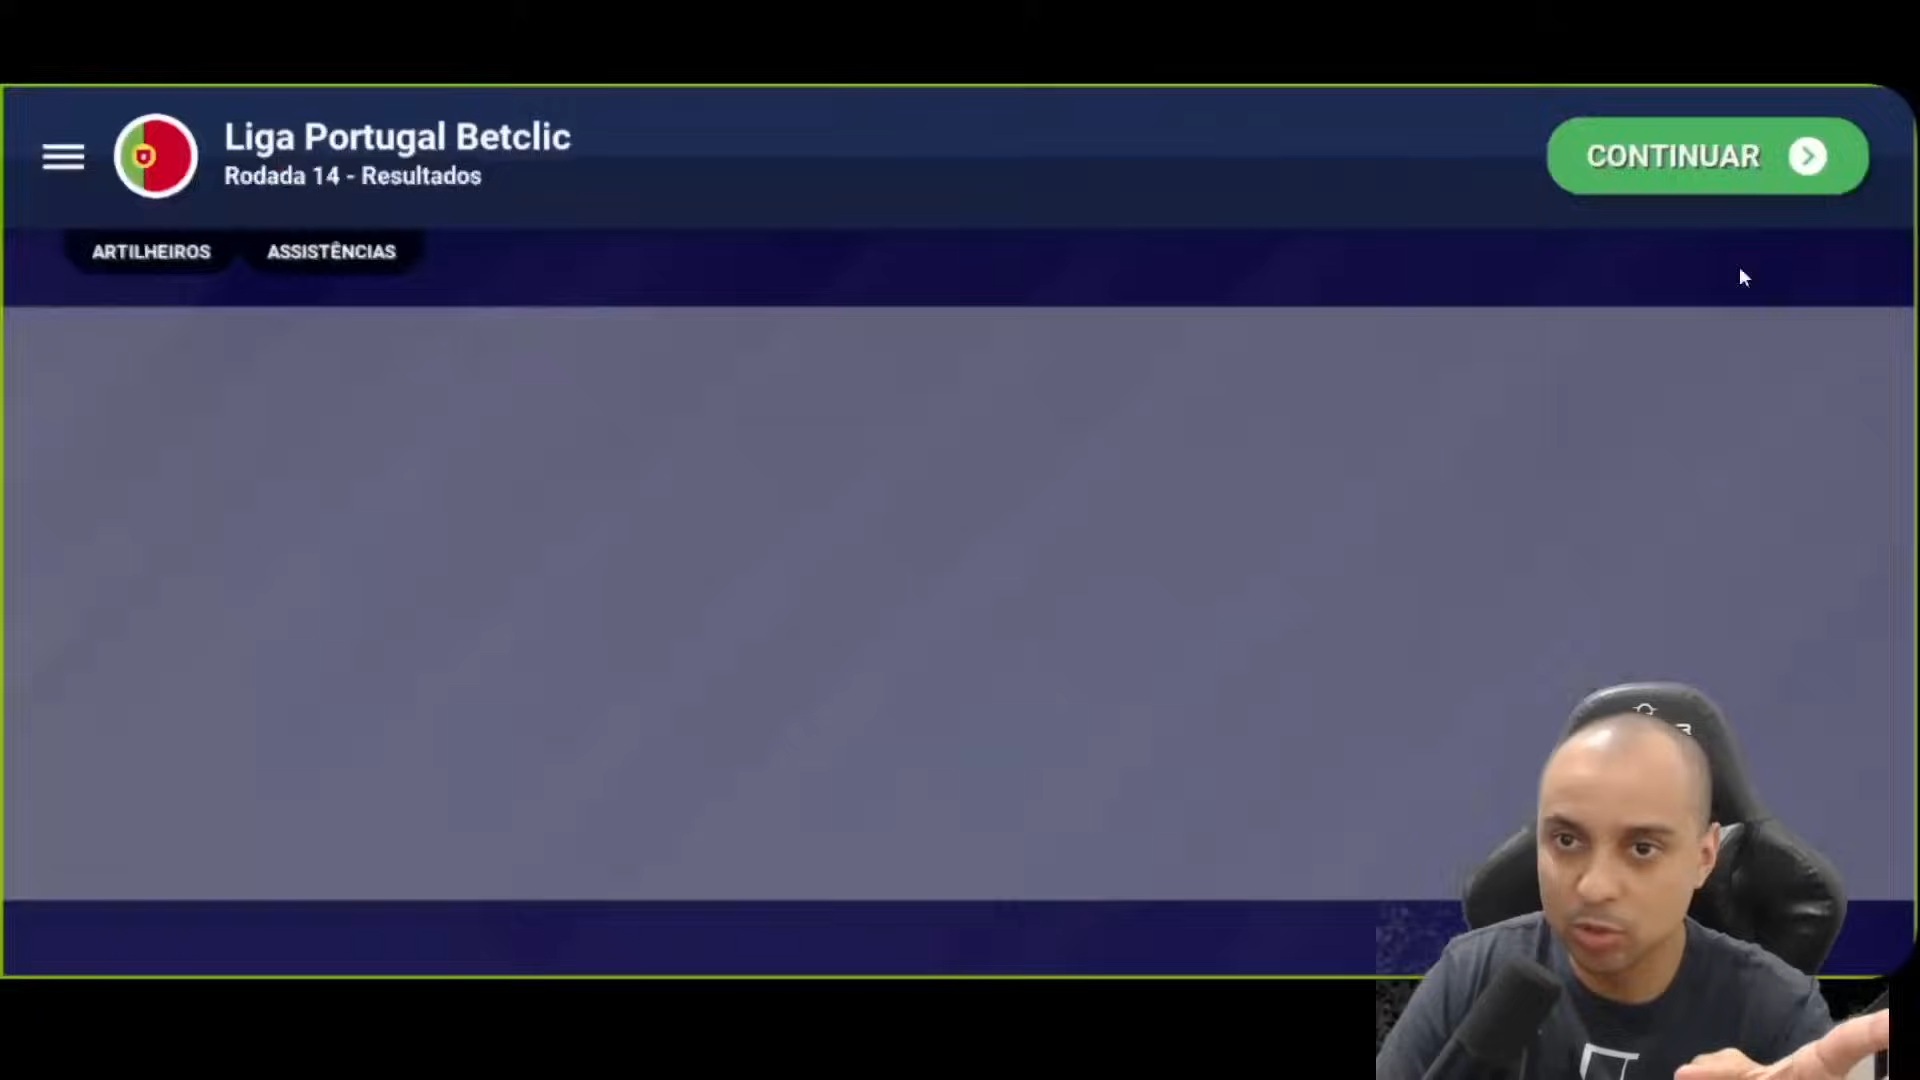 Liga Portugal Betclic
Rodada 14 - Resultados
CONTINUAR
ARTILHEIROS
ASSISTÊNCIAS